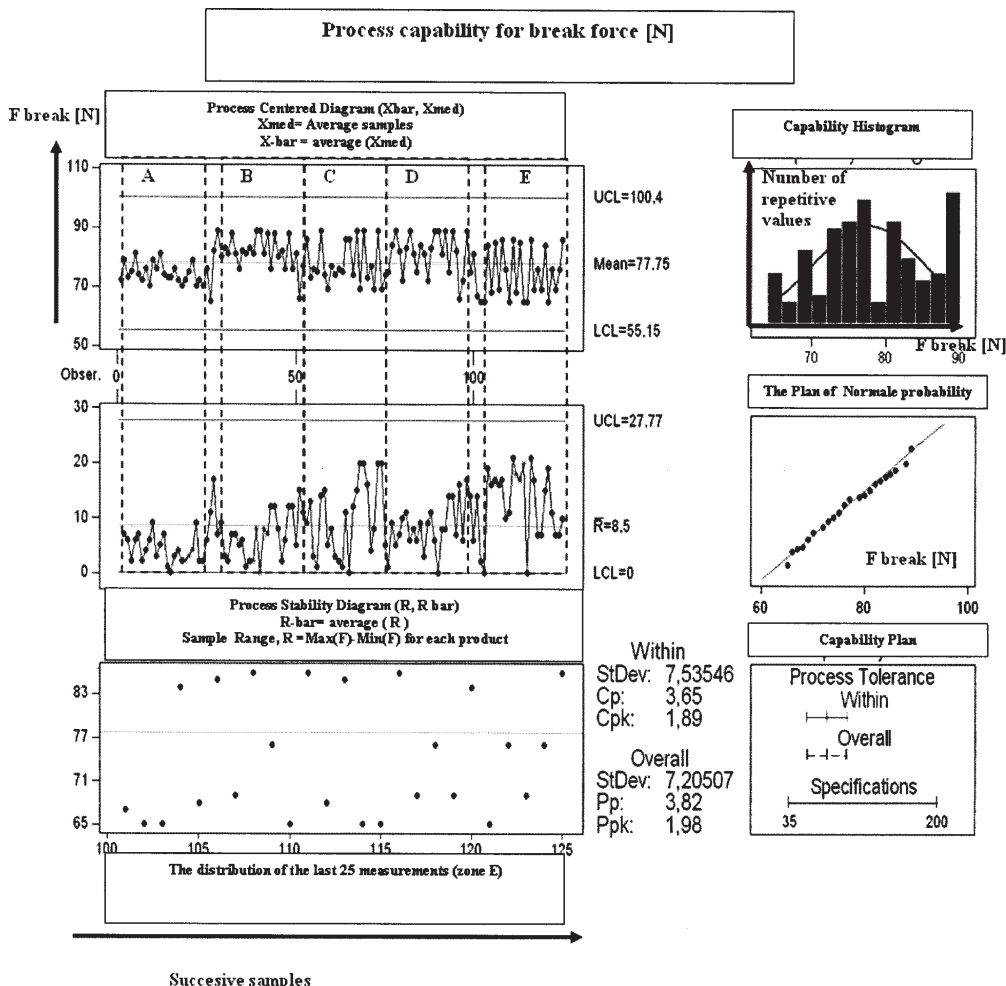 Process capability for break force [N]
F break [N]
Process Centered Diagram (Xbar, Xmed)
Xmed= Average samples
X-bar = average (Xmed)
110
90
70
50
A
B
C
D
E
UCL=100,4
Mean=77.75
LCL=55,15
Obser.
0
50
100
30
20
10
0
UCL=27,77
R=8,5
LCL=0
Process Stability Diagram (R, R bar)
R-bar= average ( R )
Sample Range, R =Max(F)-Min(F) for each product
83
77
71
65
100
105
110
115
120
125
The distribution of the last 25 measurements (zone E)
Succesive samples
Within
StDev: 7,53546
Cp: 3,65
Cpk: 1,89
Overall
StDev: 7,20507
Pp: 3,82
Ppk: 1,98
Capability Histogram
Number of
repetitive
values
70
80
90
F break [N]
The Plan of Normale probability
F break [N]
60
80
100
Capability Plan
Process Tolerance
Within
Overall
Specifications
35
200